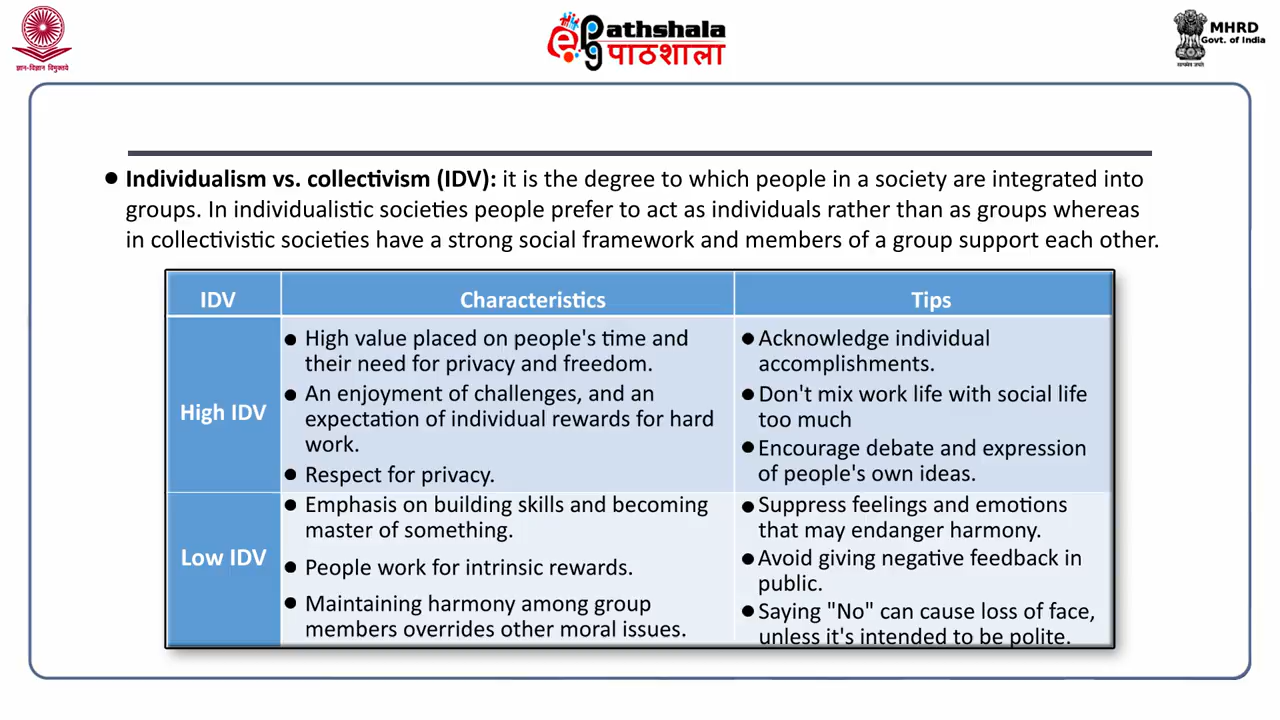 ज्ञान-विज्ञान विमुक्तये
Pathshala
पाठशाला
MHRD
Govt. of India
सत्यमेव जयते
● Individualism vs. collectivism (IDV): it is the degree to which people in a society are integrated into
groups. In individualistic societies people prefer to act as individuals rather than as groups whereas
in collectivistic societies have a strong social framework and members of a group support each other.
IDV
Characteristics
Tips
High IDV
● High value placed on people's time and
their need for privacy and freedom.
● An enjoyment of challenges, and an
expectation of individual rewards for hard
work.
● Respect for privacy.
● Acknowledge individual
accomplishments.
● Don't mix work life with social life
too much
● Encourage debate and expression
of people's own ideas.
Low IDV
● Emphasis on building skills and becoming
master of something.
● People work for intrinsic rewards.
● Maintaining harmony among group
members overrides other moral issues.
● Suppress feelings and emotions
that may endanger harmony.
● Avoid giving negative feedback in
public.
● Saying "No" can cause loss of face,
unless it's intended to be polite.